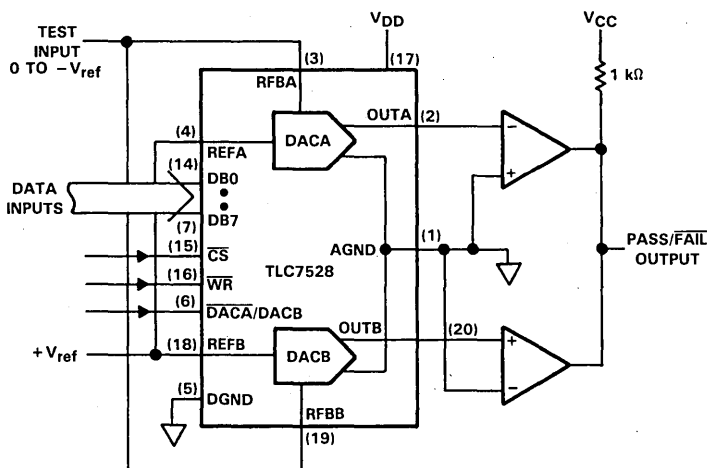 TEST
INPUT
0 TO −Vref
VDD
VCC
(3)
(17)
1 kΩ
RFBA
OUTA
(2)
−
(4)
DACA
REFA
+
(14)
DATA
INPUTS
DB0
DB7
(7)
(15)
CS
AGND
(1)
PASS/FAIL
OUTPUT
(16)
WR
TLC7528
(6)
DACA/DACB
OUTB
(20)
+
+Vref
(18)
REFB
DACB
−
(5)
DGND
RFBB
(19)